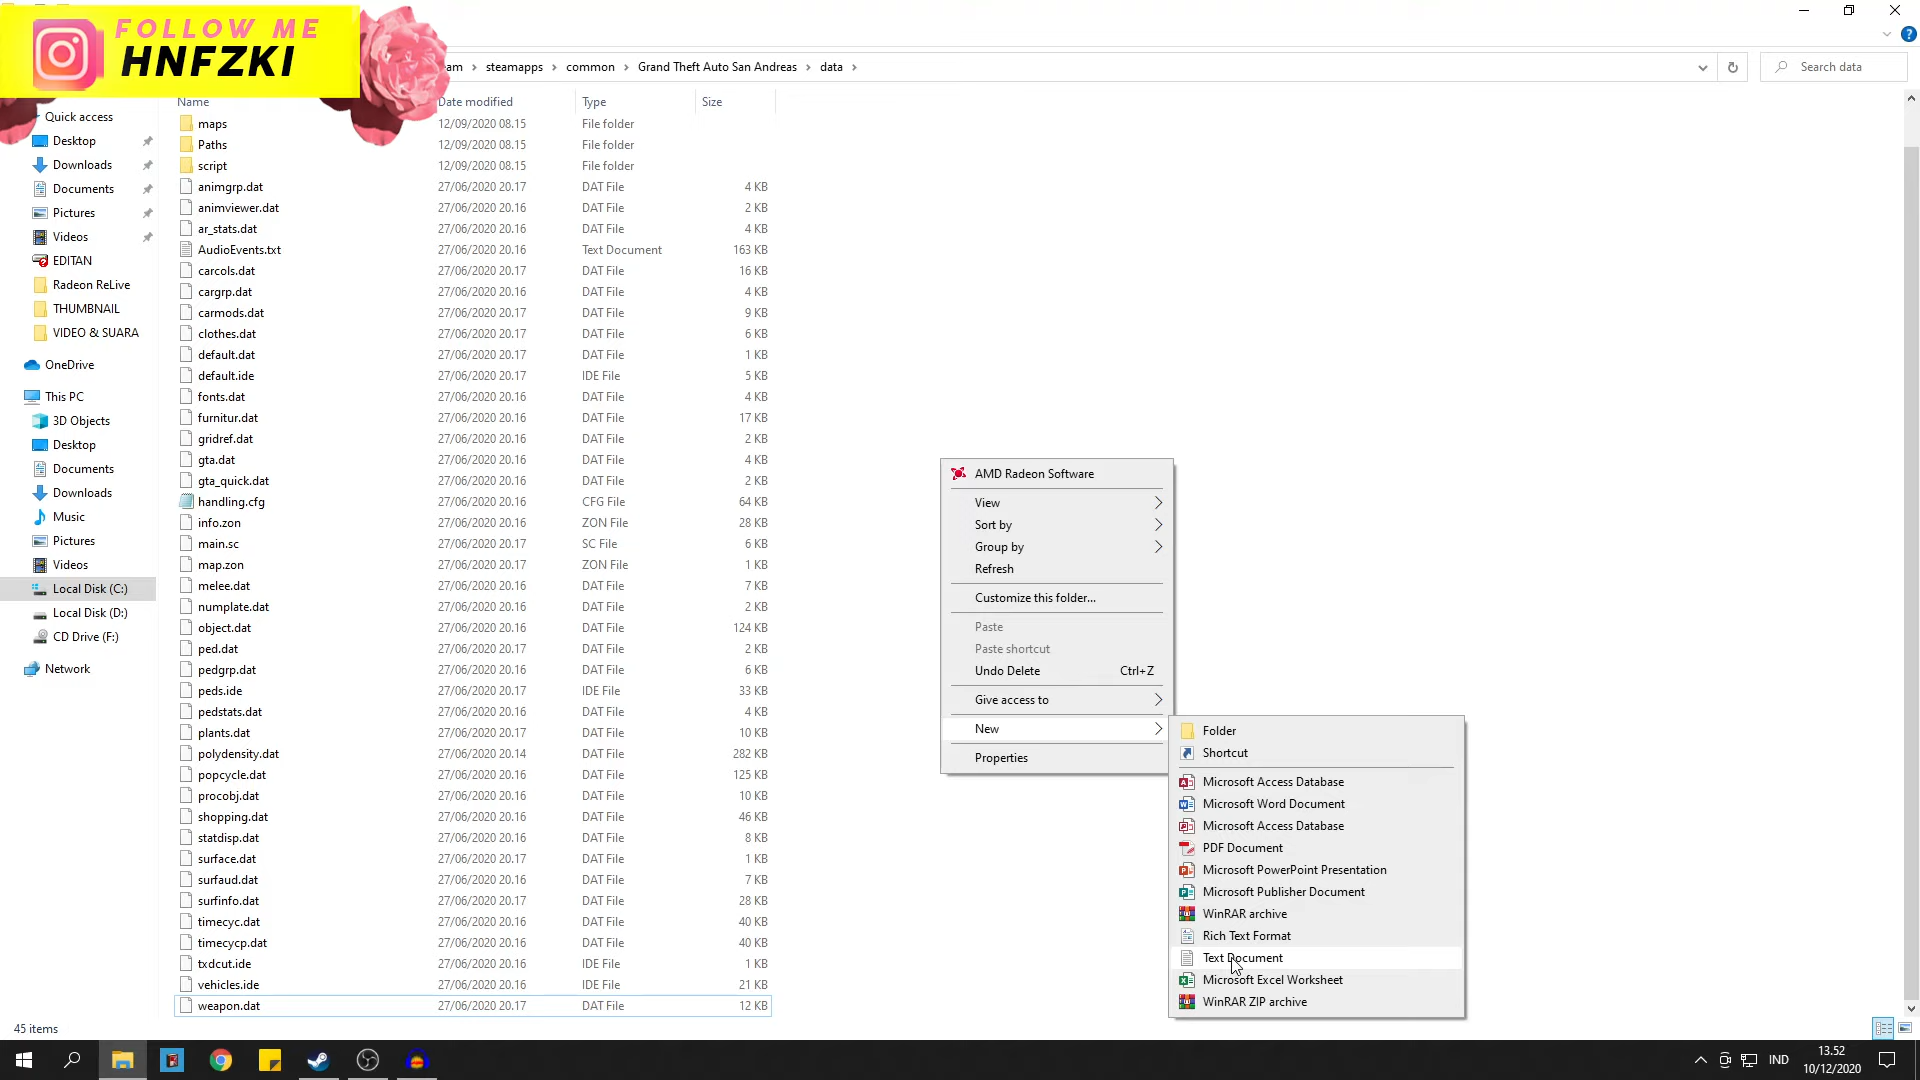 FOLLOW ME
HNFZKI
steamapps > common > Grand Theft Auto San Andreas > data >
Search data
Name Date modified Type Size
Quick access
Desktop
Downloads
Documents
Pictures
Videos
EDITAN
Radeon ReLive
THUMBNAIL
VIDEO & SUARA
OneDrive
This PC
3D Objects
Desktop
Documents
Downloads
Music
Pictures
Videos
Local Disk (C:)
Local Disk (D:)
CD Drive (F:)
Network
maps 12/09/2020 08.15 File folder
Paths 12/09/2020 08.15 File folder
script 12/09/2020 08.15 File folder
animgrp.dat 27/06/2020 20.17 DAT File 4 KB
animviewer.dat 27/06/2020 20.16 DAT File 2 KB
ar_stats.dat 27/06/2020 20.16 DAT File 4 KB
AudioEvents.txt 27/06/2020 20.16 Text Document 163 KB
carcols.dat 27/06/2020 20.17 DAT File 16 KB
cargrp.dat 27/06/2020 20.16 DAT File 4 KB
carmods.dat 27/06/2020 20.17 DAT File 9 KB
clothes.dat 27/06/2020 20.17 DAT File 6 KB
default.dat 27/06/2020 20.17 DAT File 1 KB
default.ide 27/06/2020 20.17 IDE File 5 KB
fonts.dat 27/06/2020 20.16 DAT File 4 KB
furnitur.dat 27/06/2020 20.16 DAT File 17 KB
gridref.dat 27/06/2020 20.16 DAT File 2 KB
gta.dat 27/06/2020 20.16 DAT File 4 KB
gta_quick.dat 27/06/2020 20.16 DAT File 2 KB
handling.cfg 27/06/2020 20.16 CFG File 64 KB
info.zon 27/06/2020 20.16 ZON File 28 KB
main.sc 27/06/2020 20.17 SC File 6 KB
map.zon 27/06/2020 20.17 ZON File 1 KB
melee.dat 27/06/2020 20.16 DAT File 7 KB
numplate.dat 27/06/2020 20.16 DAT File 2 KB
object.dat 27/06/2020 20.16 DAT File 124 KB
ped.dat 27/06/2020 20.17 DAT File 2 KB
pedgrp.dat 27/06/2020 20.16 DAT File 6 KB
peds.ide 27/06/2020 20.17 IDE File 33 KB
pedstats.dat 27/06/2020 20.16 DAT File 4 KB
plants.dat 27/06/2020 20.17 DAT File 10 KB
polydensity.dat 27/06/2020 20.14 DAT File 282 KB
popcycle.dat 27/06/2020 20.16 DAT File 125 KB
procobj.dat 27/06/2020 20.16 DAT File 10 KB
shopping.dat 27/06/2020 20.16 DAT File 46 KB
statdisp.dat 27/06/2020 20.16 DAT File 8 KB
surface.dat 27/06/2020 20.17 DAT File 1 KB
surfaud.dat 27/06/2020 20.16 DAT File 7 KB
surfinfo.dat 27/06/2020 20.17 DAT File 28 KB
timecyc.dat 27/06/2020 20.16 DAT File 40 KB
timecycp.dat 27/06/2020 20.16 DAT File 40 KB
txdcut.ide 27/06/2020 20.16 IDE File 1 KB
vehicles.ide 27/06/2020 20.16 IDE File 21 KB
weapon.dat 27/06/2020 20.17 DAT File 12 KB
AMD Radeon Software
View
Sort by
Group by
Refresh
Customize this folder...
Paste
Paste shortcut
Undo Delete Ctrl+Z
Give access to
New
Properties
Folder
Shortcut
Microsoft Access Database
Microsoft Word Document
Microsoft Access Database
PDF Document
Microsoft PowerPoint Presentation
Microsoft Publisher Document
WinRAR archive
Rich Text Format
Text Document
Microsoft Excel Worksheet
WinRAR ZIP archive
45 items
IND
13.52
10/12/2020